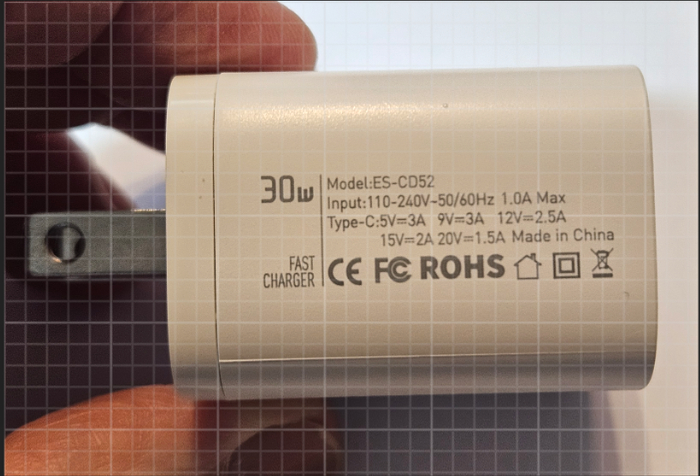 30W
Model:ES-CD52
Input:110-240V~50/60Hz 1.0A Max
Type-C:5V=3A 9V=3A 12V=2.5A
15V=2A 20V=1.5A Made in China
FAST
CHARGER
CE FC ROHS